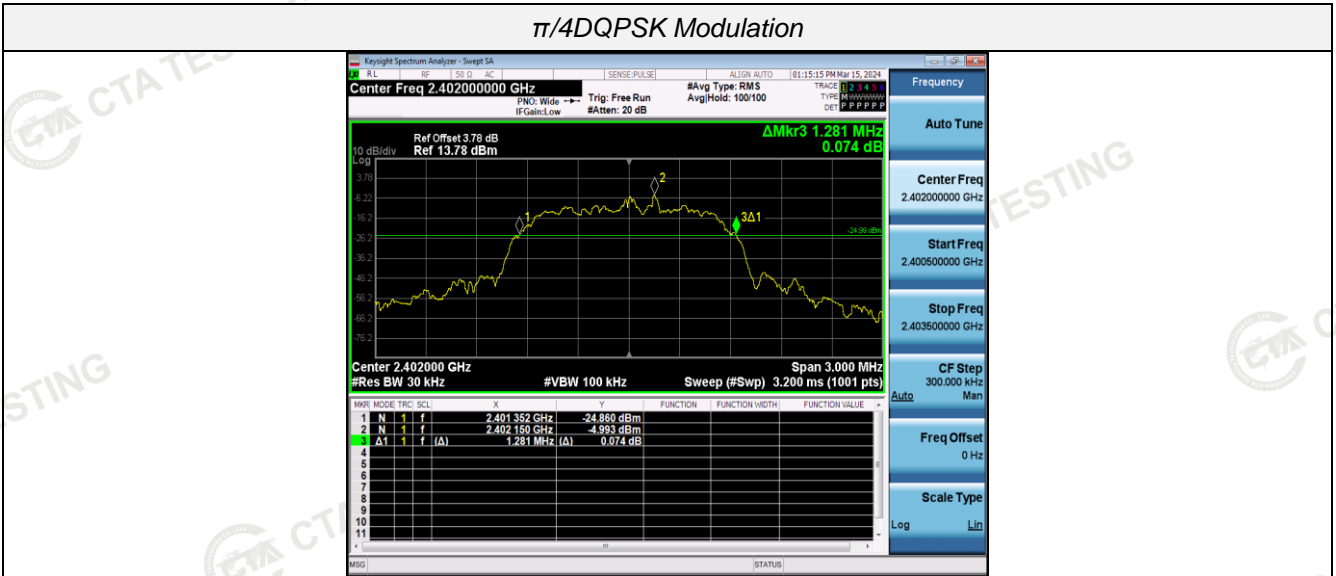 π/4DQPSK Modulation
Keysight Spectrum Analyzer - Swept SA
RL RF 50 Ω AC SENSE:PULSE ALIGN AUTO 01:15:15 PM Mar 15, 2024
Center Freq 2.402000000 GHz
PNO: Wide
IFGain:Low
Trig: Free Run
#Atten: 20 dB
#Avg Type: RMS
Avg|Hold: 100/100
TRACE 1 2 3 4 5 6
TYPE M WWWWW
DET P P P P P P
Ref Offset 3.78 dB
10 dB/div Ref 13.78 dBm
Log
ΔMkr3 1.281 MHz
0.074 dB
3.78
-6.22
-16.2
-26.2
-36.2
-46.2
-56.2
-66.2
-76.2
1
2
3Δ1
-24.99 dBm
Center 2.402000 GHz Span 3.000 MHz
#Res BW 30 kHz #VBW 100 kHz Sweep (#Swp) 3.200 ms (1001 pts)
MKR MODE TRC SCL X Y FUNCTION FUNCTION WIDTH FUNCTION VALUE
1 N 1 f 2.401 352 GHz -24.860 dBm
2 N 1 f 2.402 150 GHz -4.993 dBm
3 Δ1 1 f (Δ) 1.281 MHz (Δ) 0.074 dB
4
5
6
7
8
9
10
11
MSG STATUS
Frequency
Auto Tune
Center Freq
2.402000000 GHz
Start Freq
2.400500000 GHz
Stop Freq
2.403500000 GHz
CF Step
300.000 kHz
Auto Man
Freq Offset
0 Hz
Scale Type
Log Lin
CTA TESTING
TESTING
STING
CTA